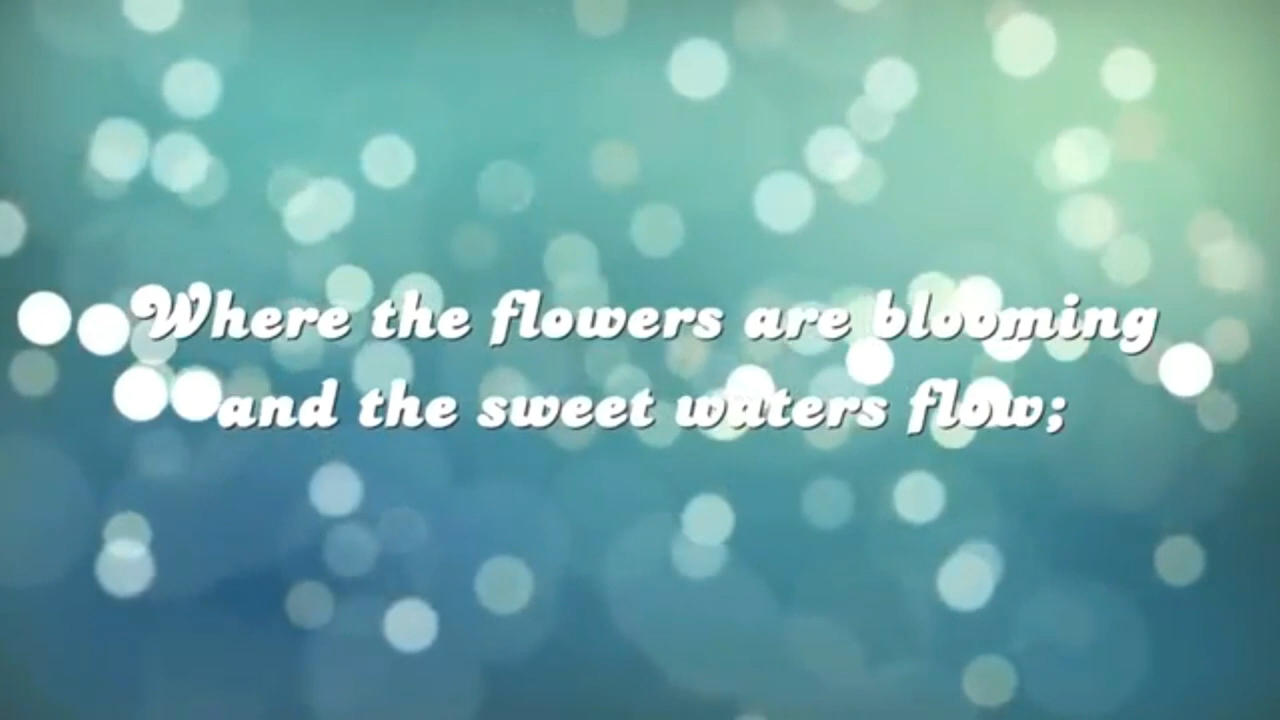 Where the flowers are blooming
and the sweet waters flow;